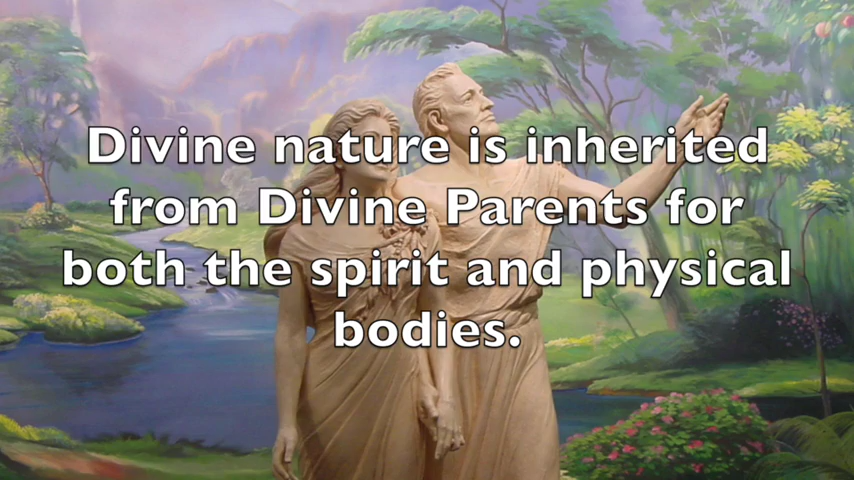 Divine nature is inherited
from Divine Parents for
both the spirit and physical
bodies.